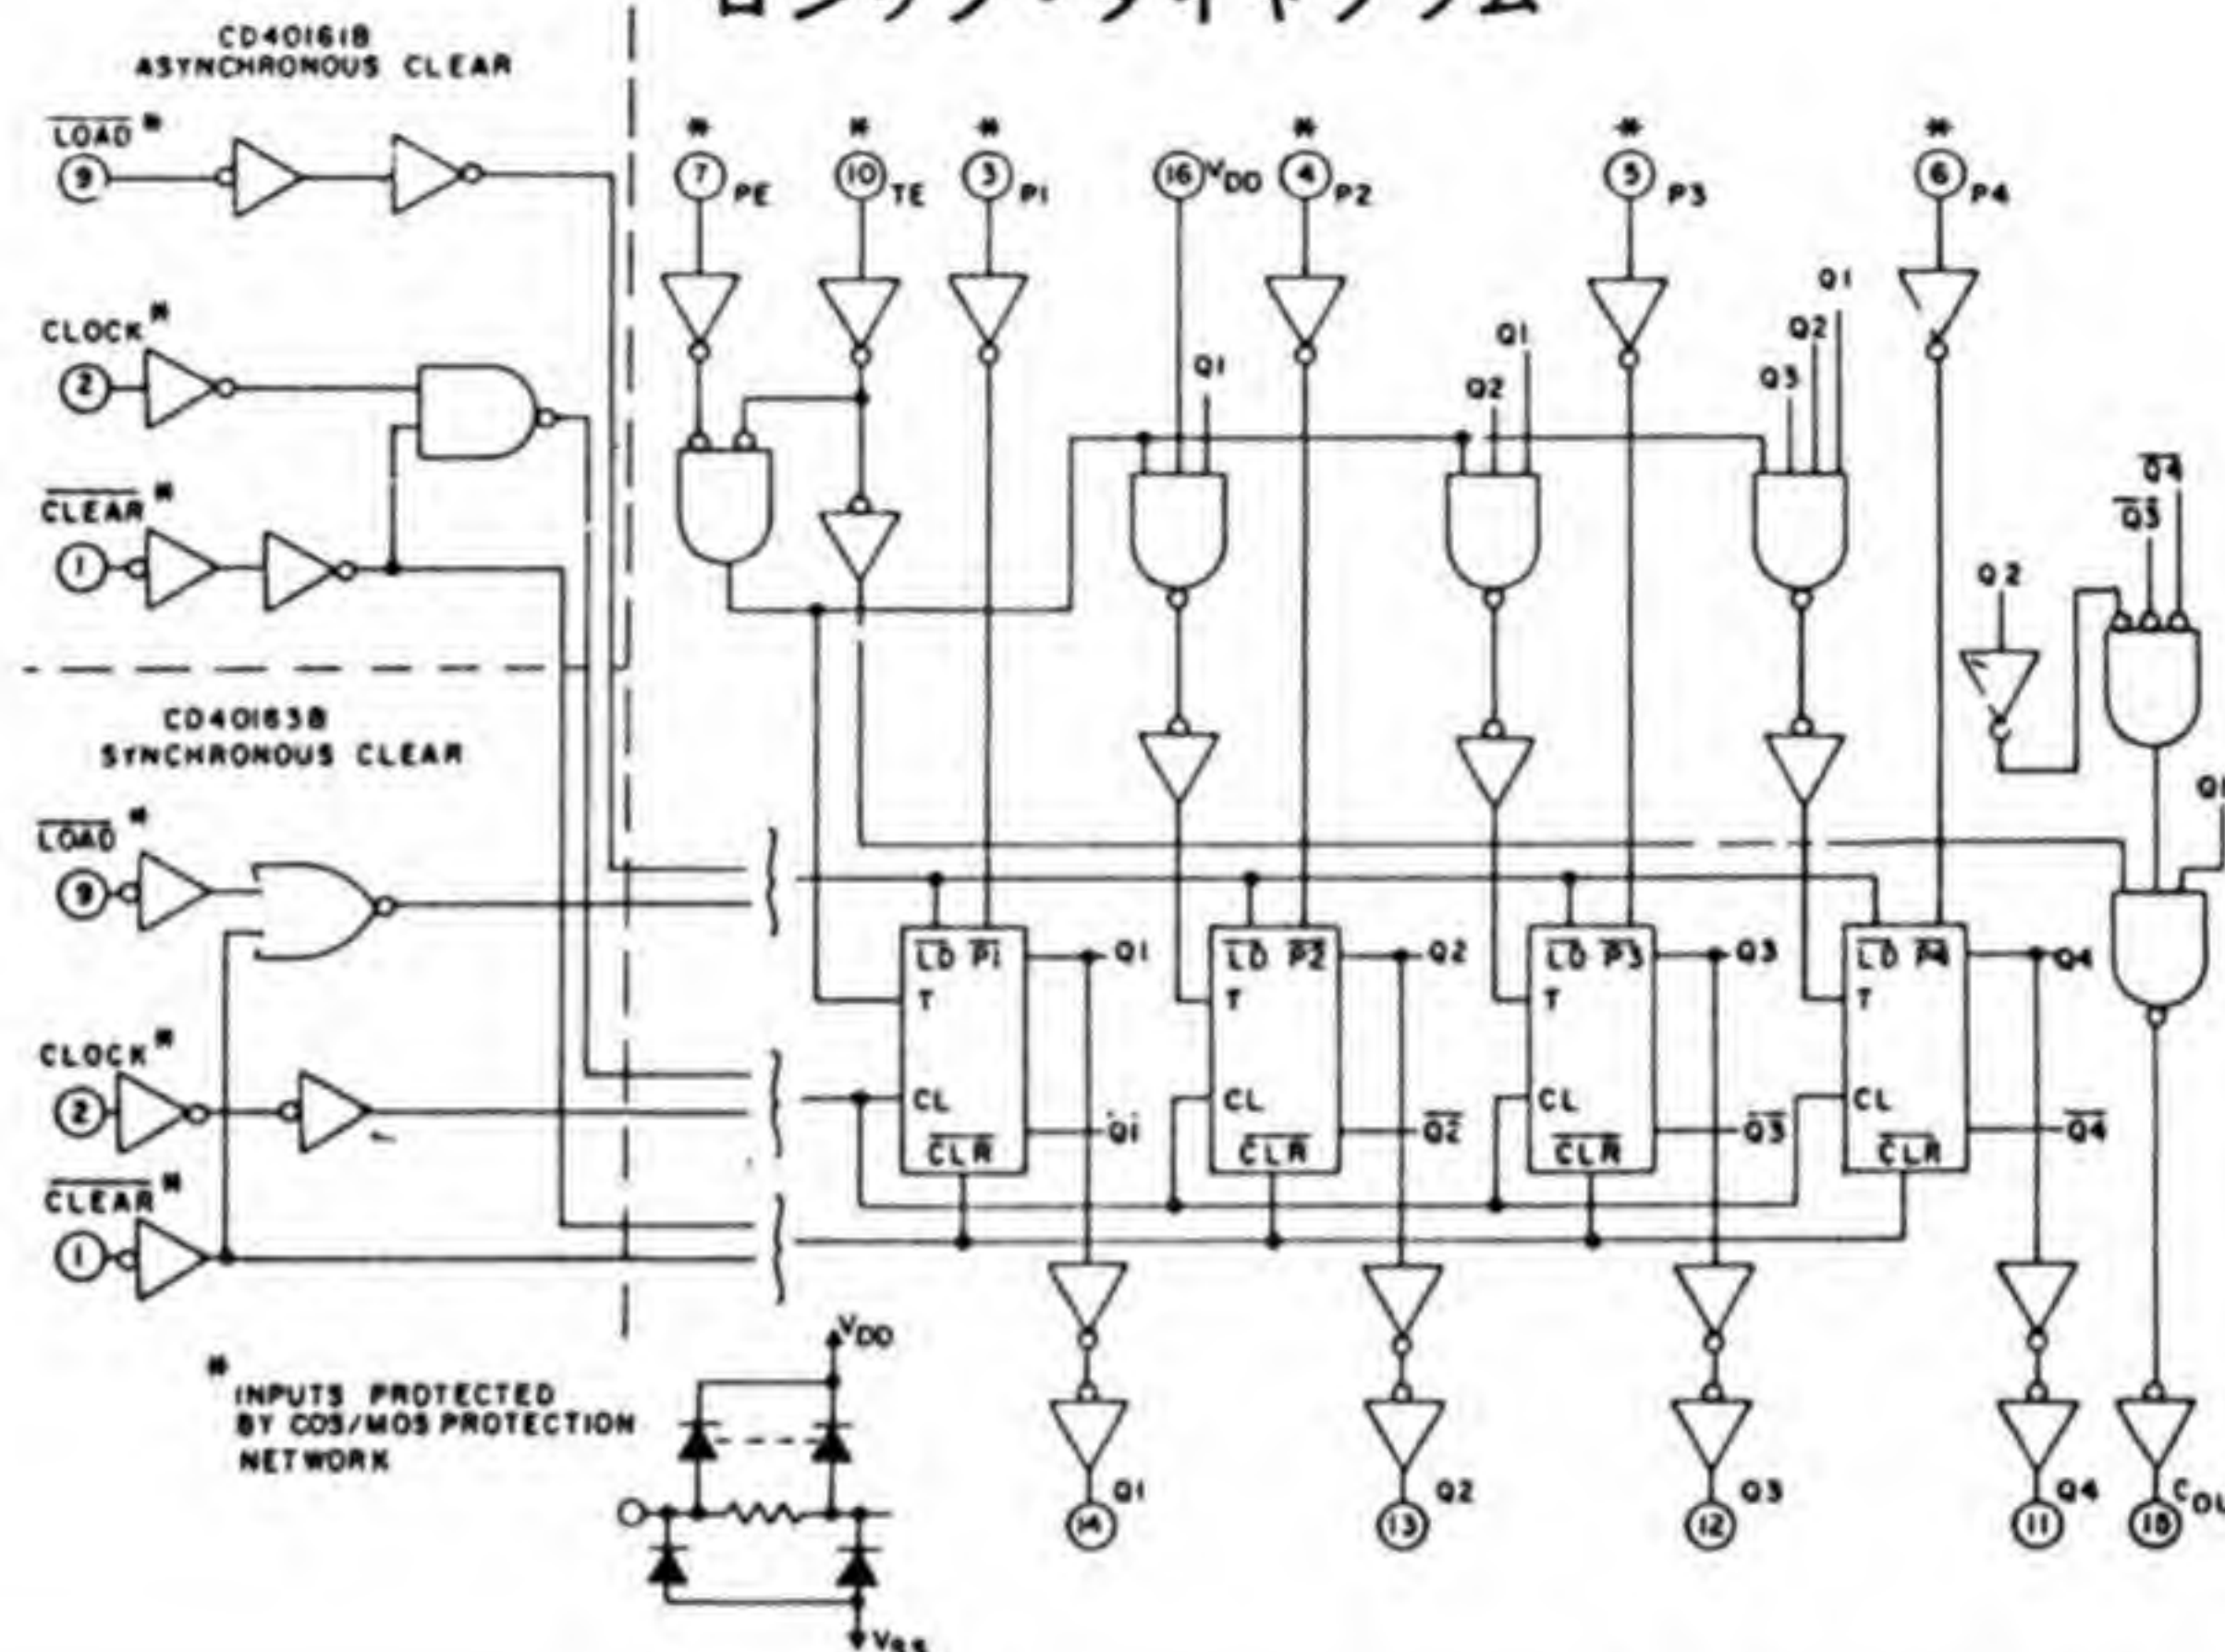 ロジック・ダイヤグラム
CD40161B
ASYNCHRONOUS CLEAR
LOAD *
9
CLOCK *
2
CLEAR *
1
CD40163B
SYNCHRONOUS CLEAR
LOAD *
9
CLOCK *
2
CLEAR *
1
* * * * * *
7 PE 10 TE 3 P1 16 VDD 4 P2 5 P3 6 P4
Q1
Q2 Q1
Q3 Q2 Q1
Q2
Q3 Q4
LD P1 Q1 LD P2 Q2 LD P3 Q3 LD P4 Q4
T T T T
CL CL CL CL
Q1 Q2 Q3 Q4
CLR CLR CLR CLR
*
INPUTS PROTECTED
BY COS/MOS PROTECTION
NETWORK
VDD
VSS
Q1 Q2 Q3 Q4
14 13 12 11 15